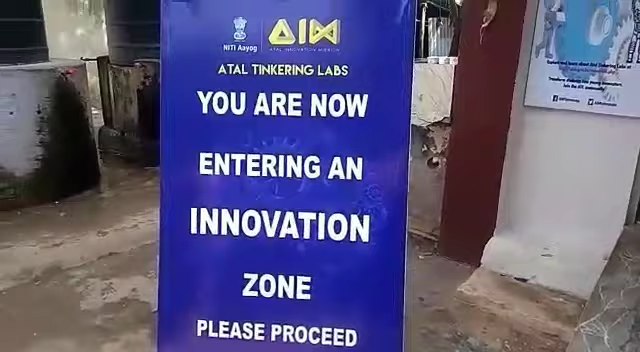 NITI Aayog
AIM
ATAL INNOVATION MISSION
ATAL TINKERING LABS
YOU ARE NOW
ENTERING AN
INNOVATION
ZONE
PLEASE PROCEED